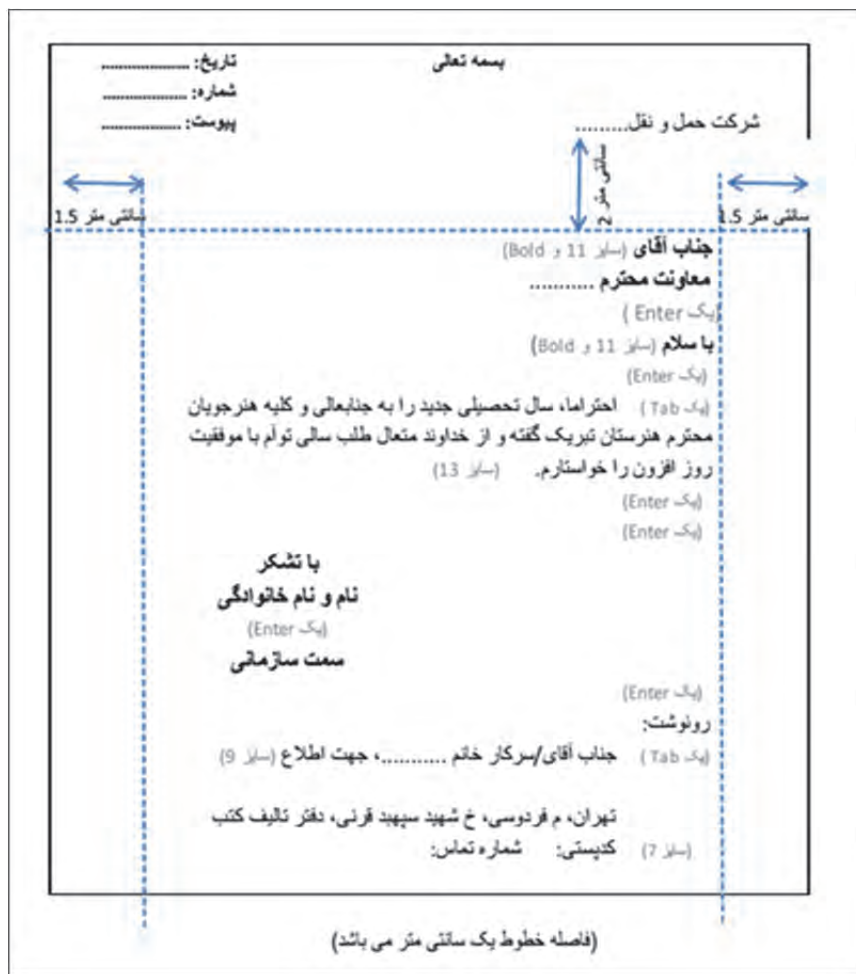 بسمه تعالی
تاریخ: ....................
شماره: ...................
پیوست: ..................
شرکت حمل و نقل.........
2 سانتی متر
1.5 سانتی متر
1.5 سانتی متر
جناب آقای (سایز 11 و Bold)
معاونت محترم ...........
(یک Enter )
با سلام (سایز 11 و Bold)
(یک Enter)
(یک Tab ) احتراما، سال تحصیلی جدید را به جنابعالی و کلیه هنرجویان
محترم هنرستان تبریک گفته و از خداوند متعال طلب سالی توآم با موفقیت
روز افزون را خواستارم. (سایز 13)
(یک Enter)
(یک Enter)
با تشکر
نام و نام خانوادگی
(یک Enter)
سمت سازمانی
(یک Enter)
رونوشت:
(یک Tab ) جناب آقای/سرکار خانم ...........، جهت اطلاع (سایز 9)
تهران، م فردوسی، خ شهید سپهبد قرنی، دفتر تالیف کتب
(سایز 7) کدپستی: شماره تماس:
(فاصله خطوط یک سانتی متر می باشد)